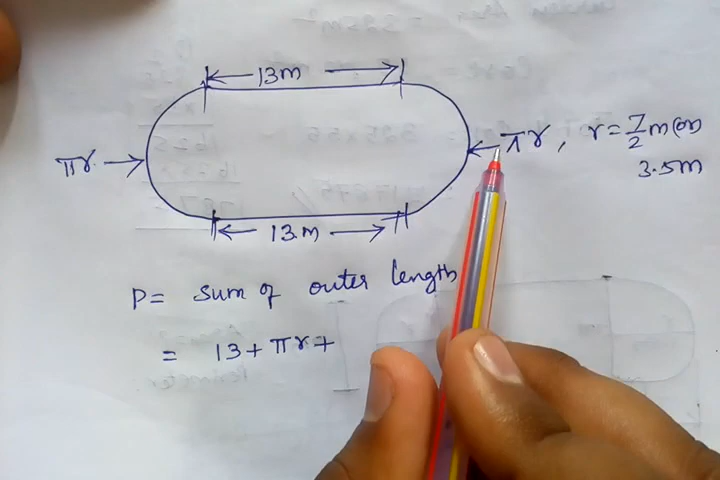 13m
πr
πr, r = 7/2 m (or)
3.5m
13m
P = sum of outer length
= 13 + πr +